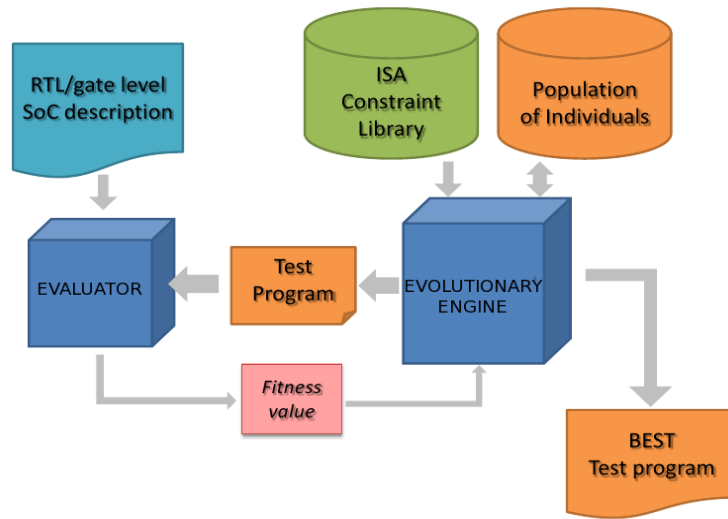 RTL/gate level
SoC description
ISA
Constraint
Library
Population
of Individuals
EVALUATOR
Test
Program
EVOLUTIONARY
ENGINE
Fitness
value
BEST
Test program